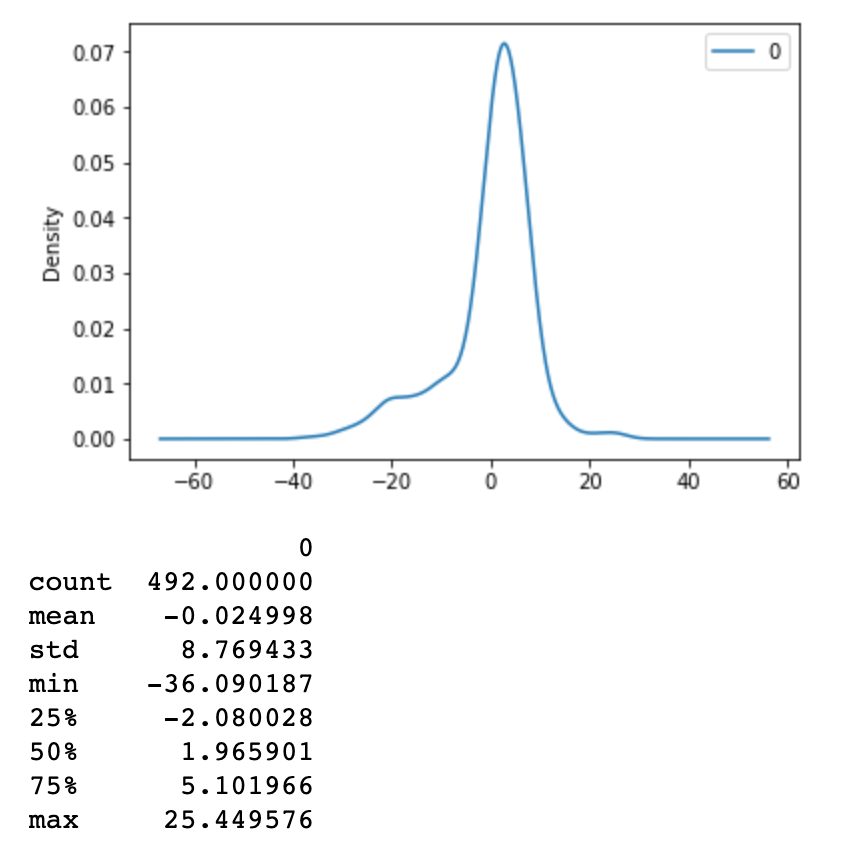 0.07
0
0.06
0.05
0.04
0.03
0.02
0.01
0.00
Density
−60 −40 −20 0 20 40 60
0
count 492.000000
mean -0.024998
std 8.769433
min -36.090187
25% -2.080028
50% 1.965901
75% 5.101966
max 25.449576